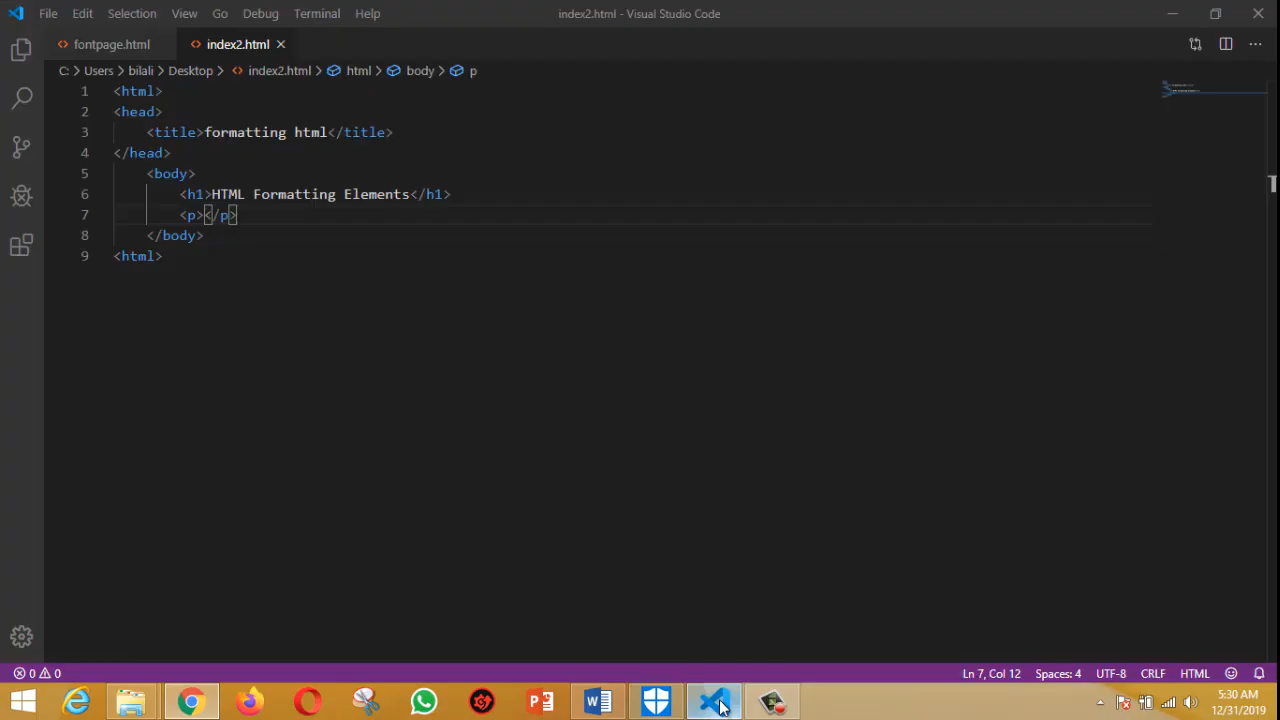 File Edit Selection View Go Debug Terminal Help index2.html - Visual Studio Code
fontpage.html index2.html
C: > Users > bilali > Desktop > index2.html > html > body > p
1 <html>
2 <head>
3 <title>formatting html</title>
4 </head>
5 <body>
6 <h1>HTML Formatting Elements</h1>
7 <p></p>
8 </body>
9 <html>
0 0 Ln 7, Col 12 Spaces: 4 UTF-8 CRLF HTML
5:30 AM
12/31/2019